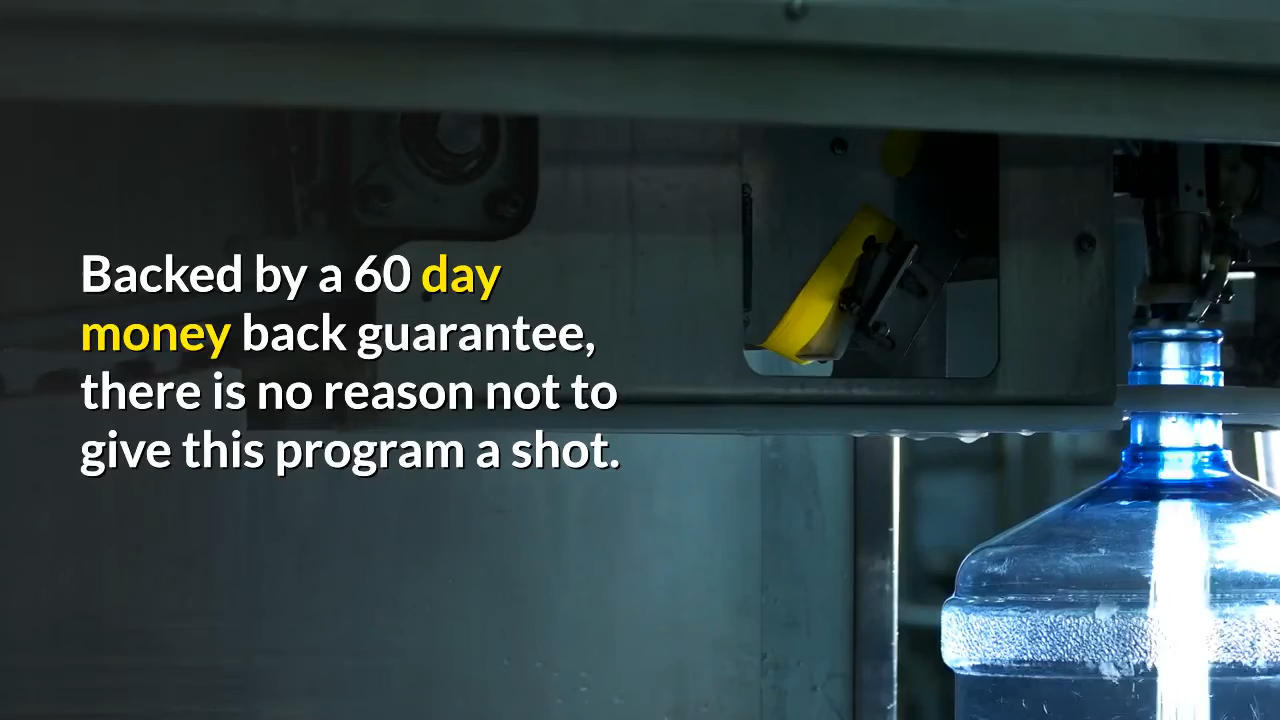 Backed by a 60 day
money back guarantee,
there is no reason not to
give this program a shot.